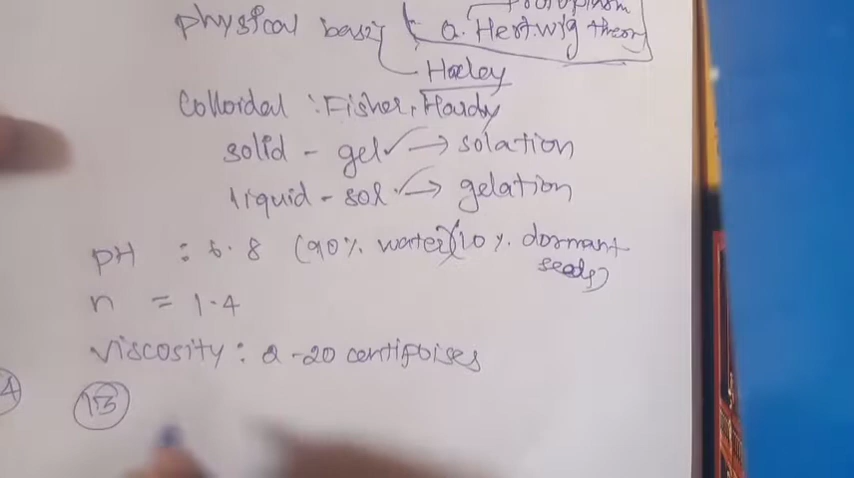 physical basis a. Hertwig theory
Haeley
Colloidal : Fisher, Hardy
solid - gel → solation
liquid - sol → gelation
pH : 6.8 (90% water) (10 %. dormant
seeds)
n = 1.4
viscosity : 2 -20 centipoises
4
13